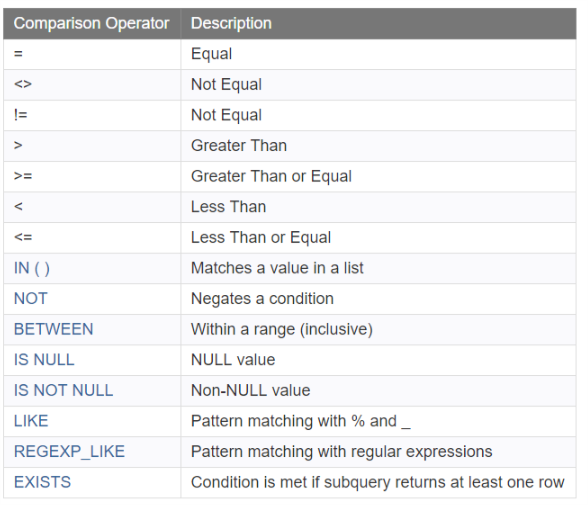 Comparison Operator Description
= Equal
<> Not Equal
!= Not Equal
> Greater Than
>= Greater Than or Equal
< Less Than
<= Less Than or Equal
IN ( ) Matches a value in a list
NOT Negates a condition
BETWEEN Within a range (inclusive)
IS NULL NULL value
IS NOT NULL Non-NULL value
LIKE Pattern matching with % and _
REGEXP_LIKE Pattern matching with regular expressions
EXISTS Condition is met if subquery returns at least one row